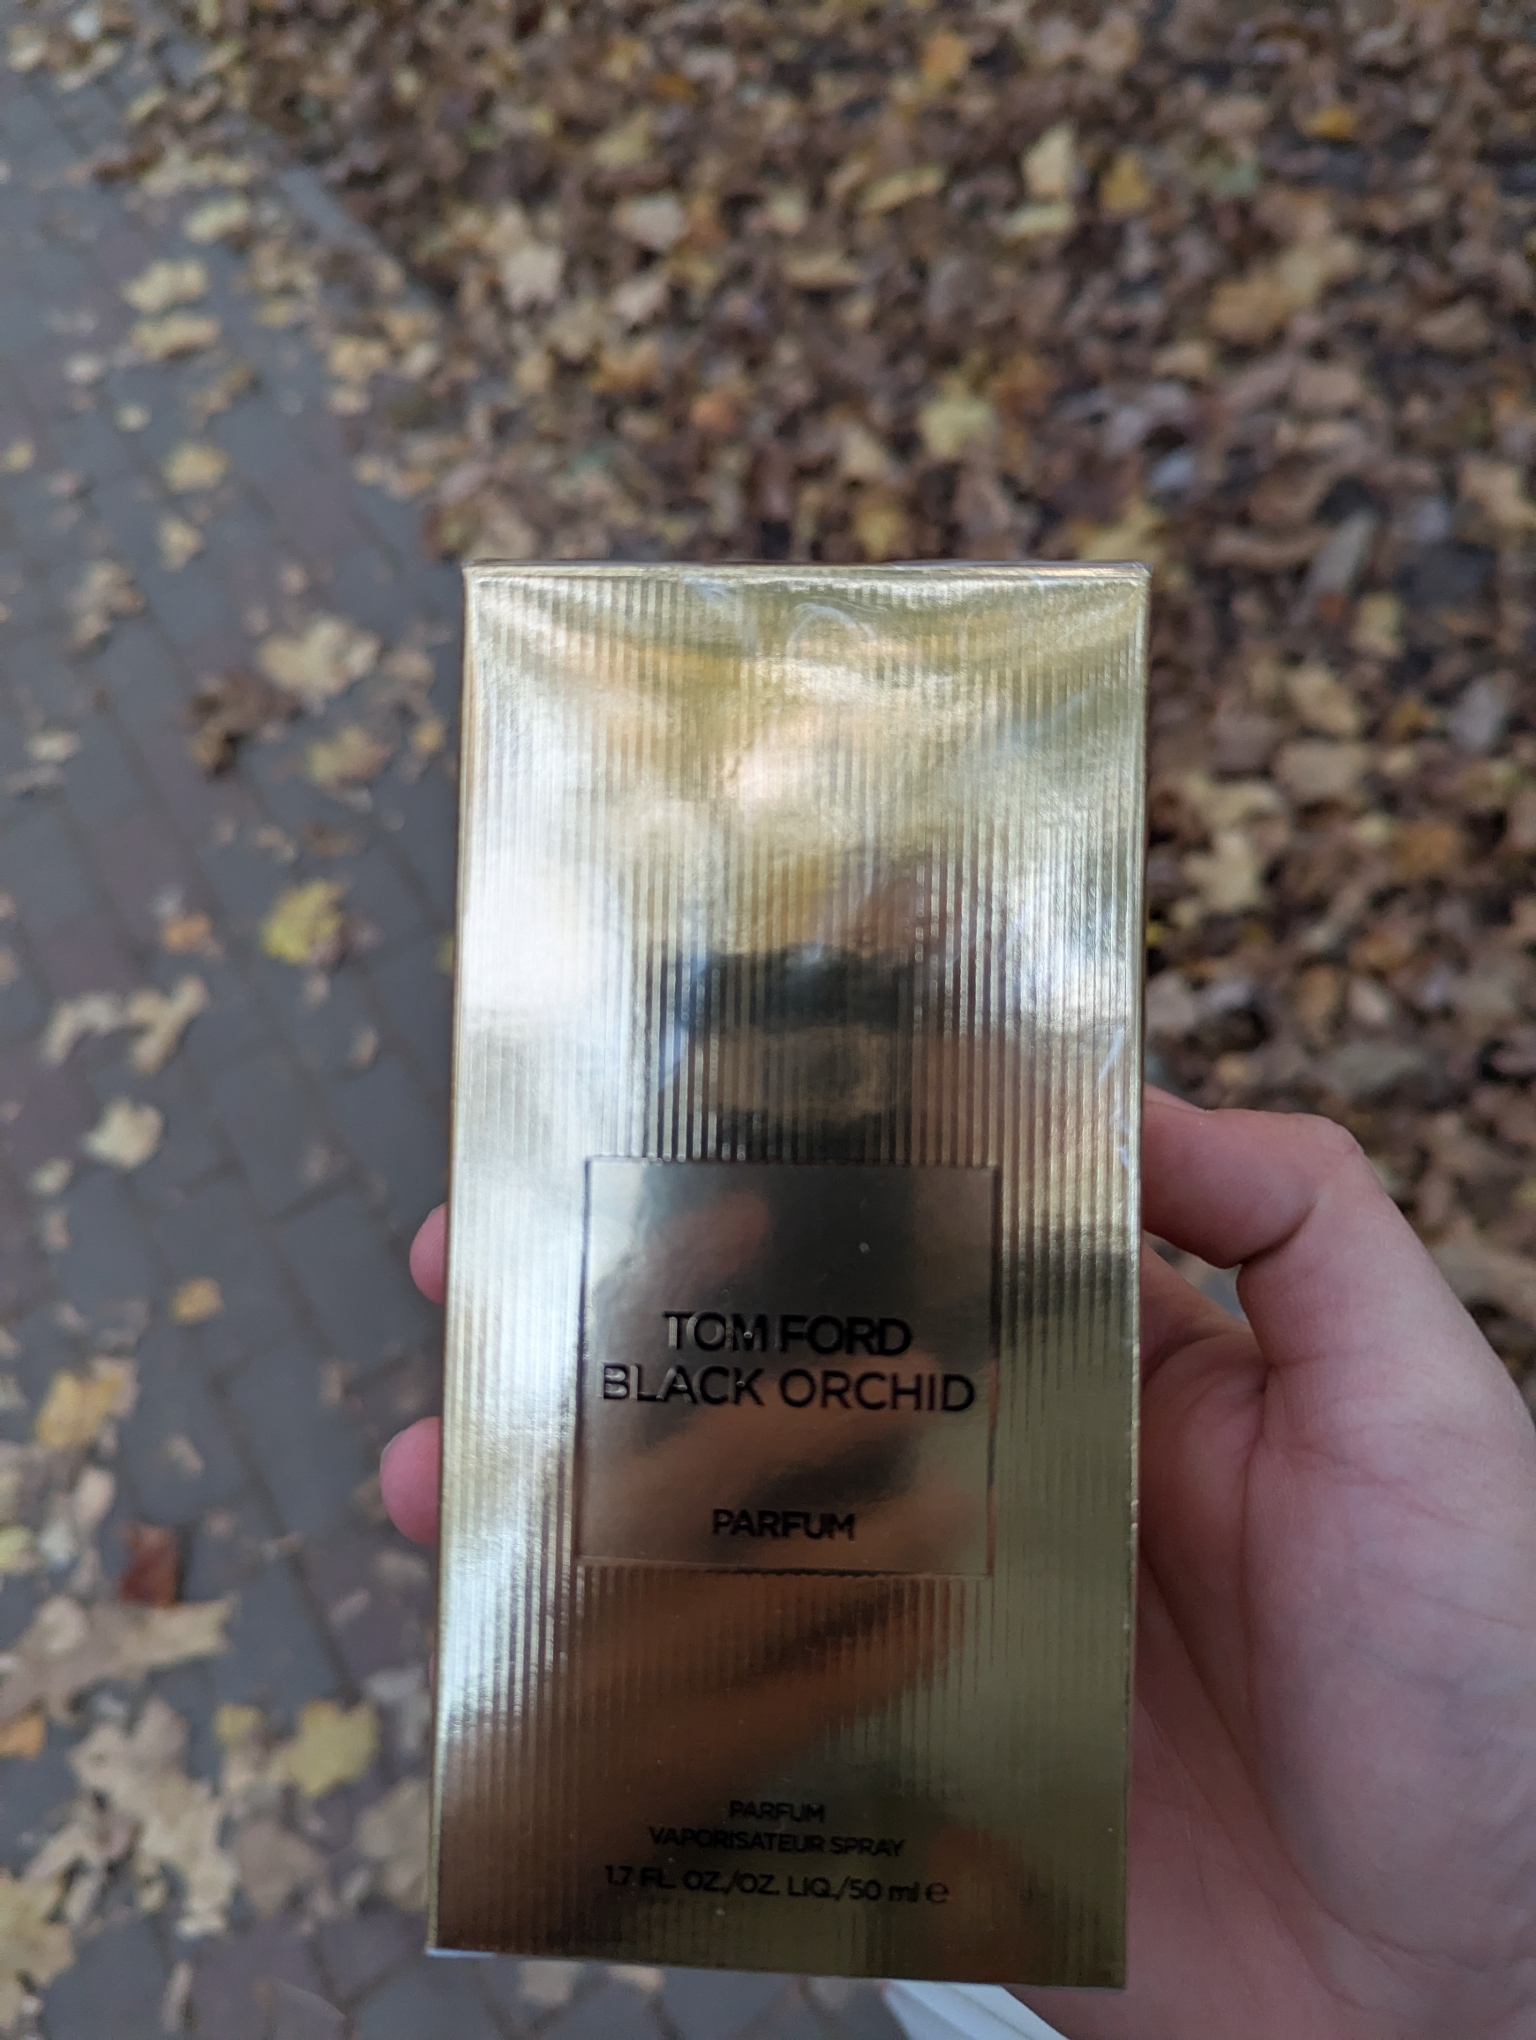 TOM FORD
BLACK ORCHID
PARFUM
PARFUM
VAPORISATEUR SPRAY
1.7 FL. OZ./OZ. LIQ./50 ml ℮